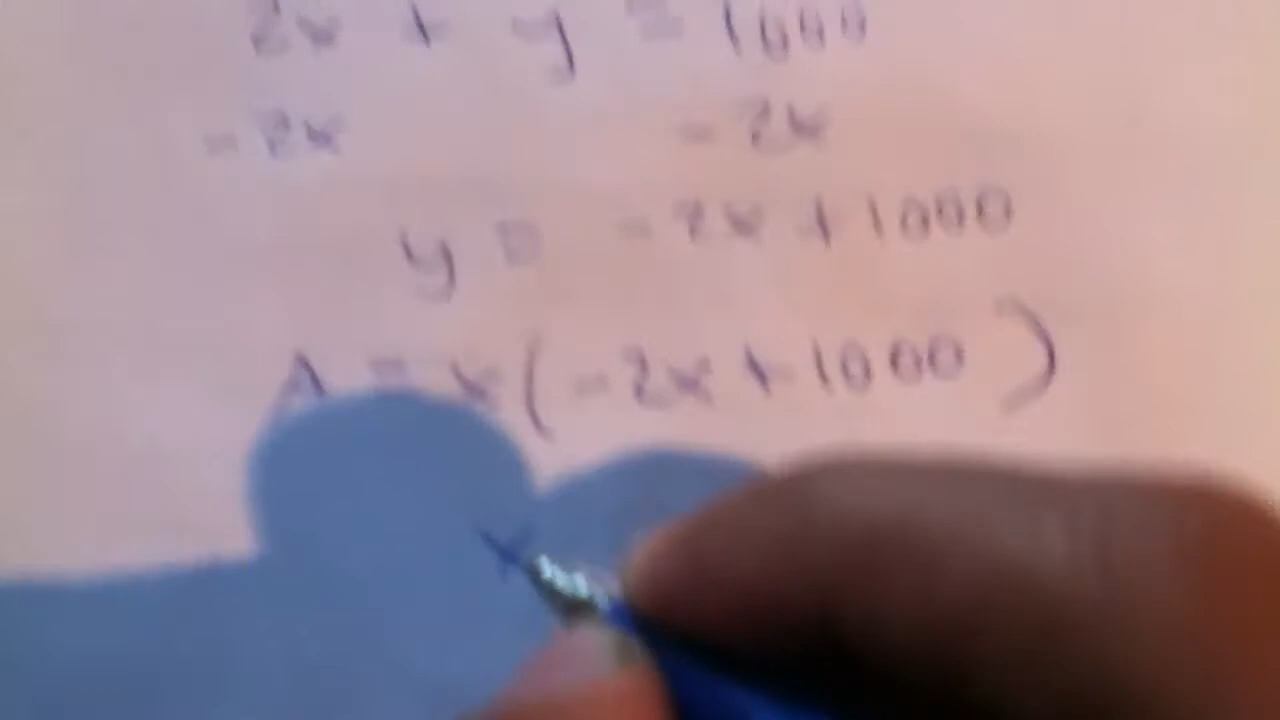 2x + y = 1000
-2x -2x
y = -2x + 1000
A = x(-2x + 1000)